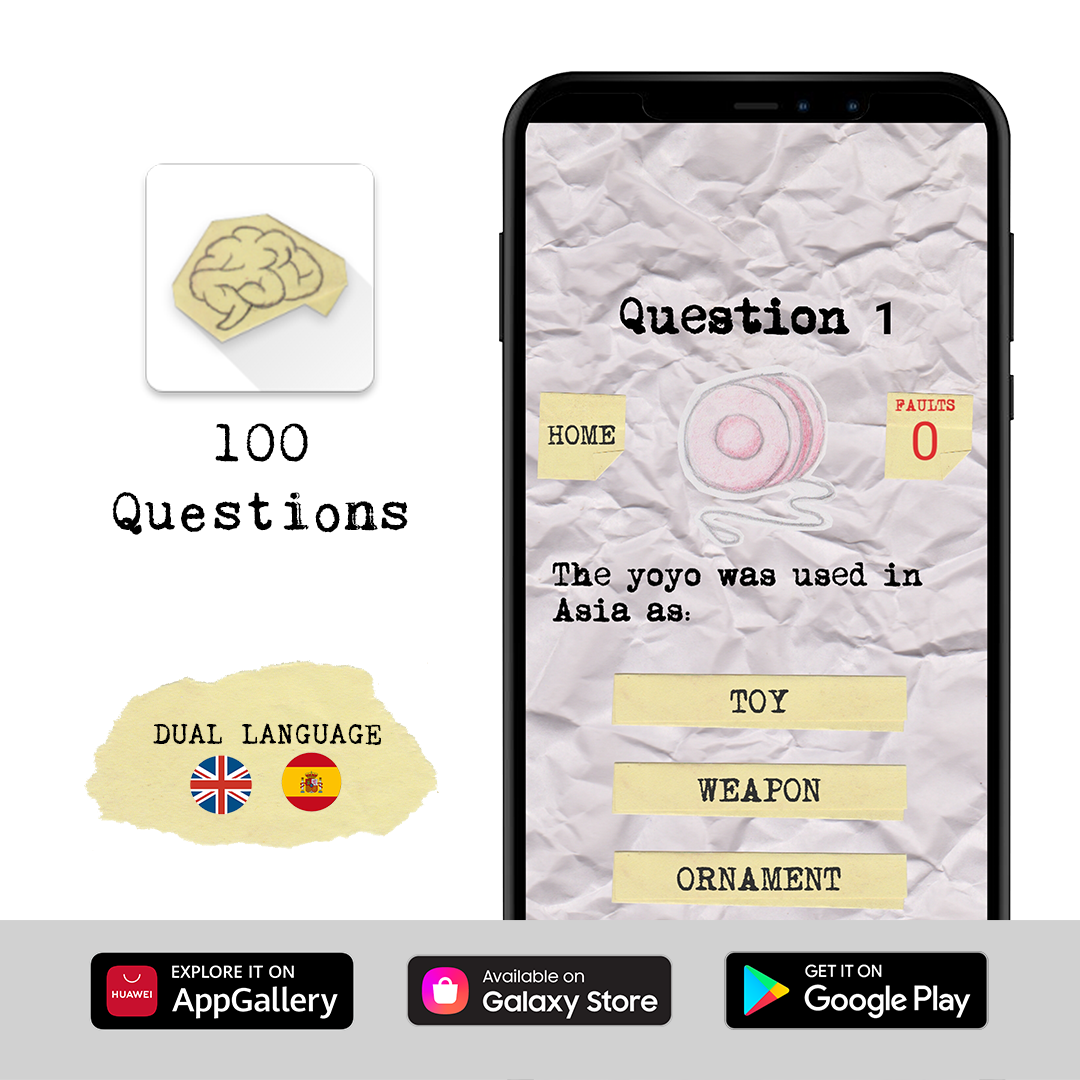 100
Questions
DUAL LANGUAGE
Question 1
HOME
FAULTS
0
The yoyo was used in
Asia as:
TOY
WEAPON
ORNAMENT
HUAWEI
EXPLORE IT ON
AppGallery
Available on
Galaxy Store
GET IT ON
Google Play